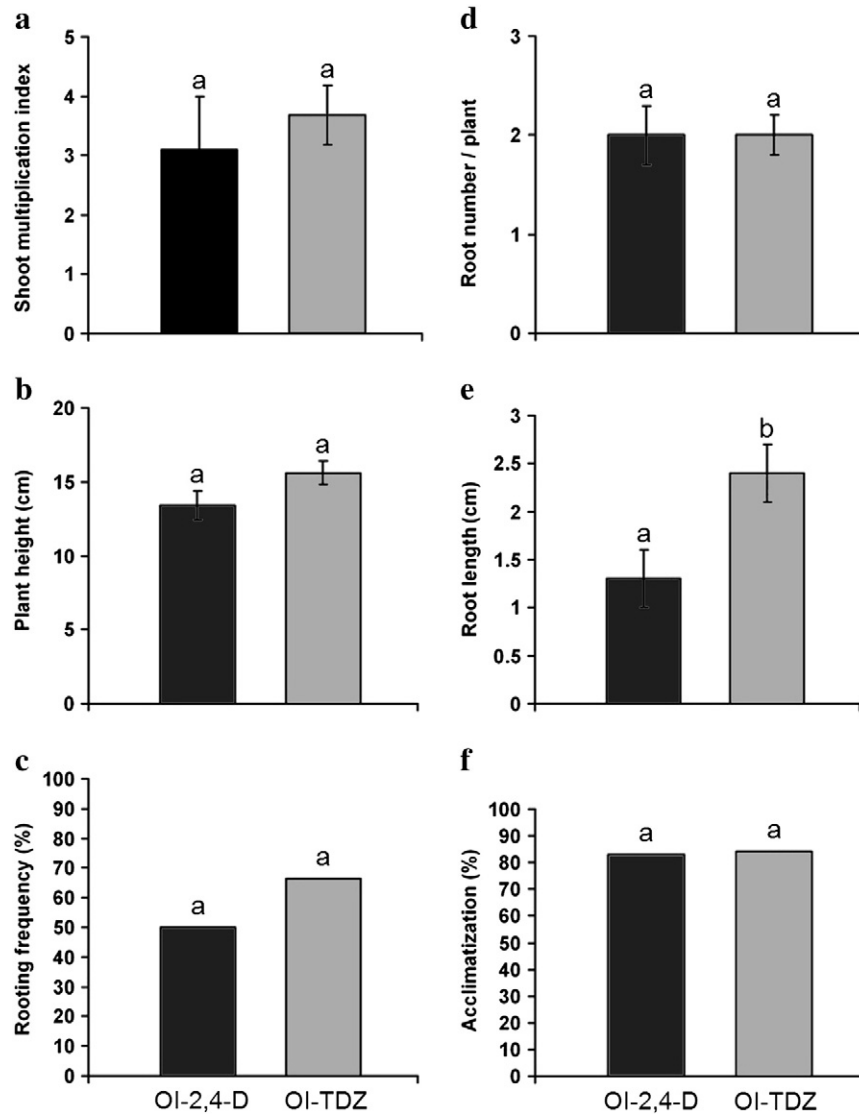 a
Shoot multiplication index
5
4
3
2
1
0
a
a
b
Plant height (cm)
20
15
10
5
0
a
a
c
Rooting frequency (%)
100
90
80
70
60
50
40
30
20
10
0
a
a
OI-2,4-D OI-TDZ
d
Root number / plant
3
2
1
0
a
a
e
Root length (cm)
3
2.5
2
1.5
1
0.5
0
a
b
f
Acclimatization (%)
100
90
80
70
60
50
40
30
20
10
0
a
a
OI-2,4-D OI-TDZ